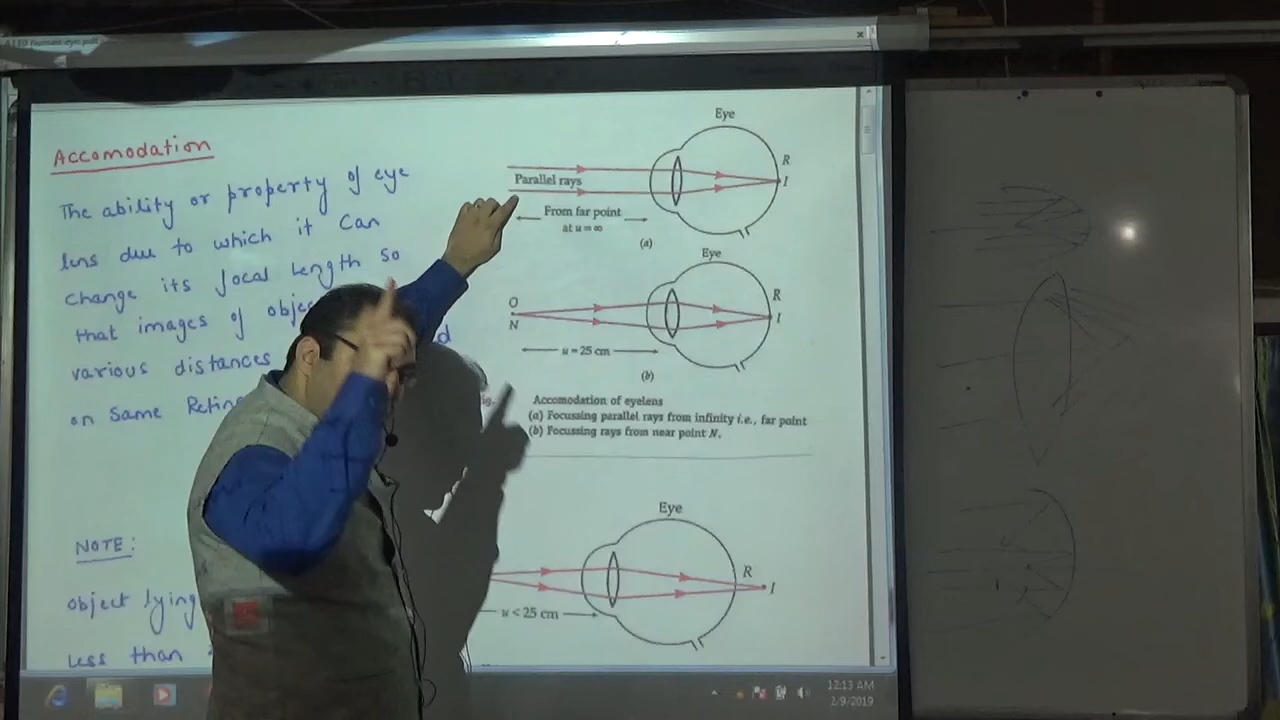 Accomodation
The ability or property of eye
lens due to which it can
change its focal length so
that images of
various distances
on same
NOTE:
object lying
less than
Eye
R
I
Parallel rays
From far point
at u = ∞
(a)
Eye
O
N
R
I
u = 25 cm
(b)
Accomodation of eyelens
(a) Focussing parallel rays from infinity i.e., far point
(b) Focussing rays from near point N.
Eye
R
I
u < 25 cm
12:13 AM
2/9/2019